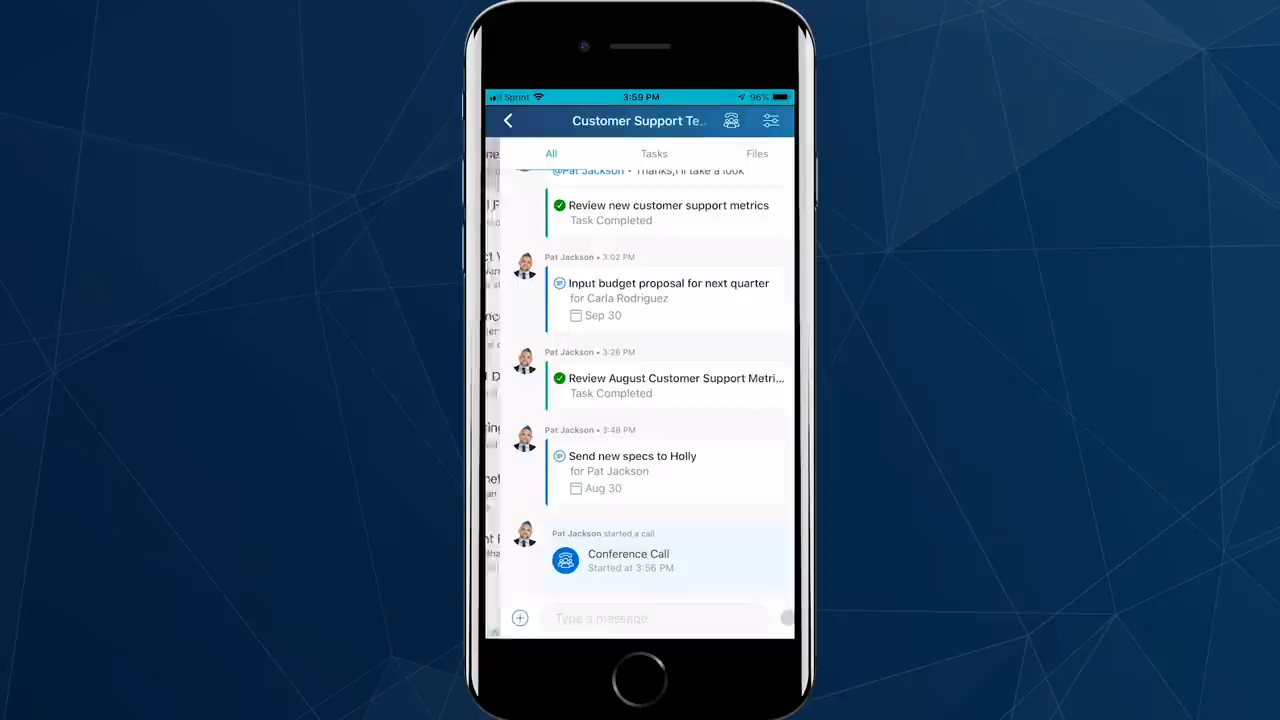 Sprint 3:59 PM 96%
Customer Support Te..
All Tasks Files
@Pat Jackson • Thanks,I'll take a look
Review new customer support metrics
Task Completed
Pat Jackson • 3:02 PM
Input budget proposal for next quarter
for Carla Rodriguez
Sep 30
Pat Jackson • 3:26 PM
Review August Customer Support Metri...
Task Completed
Pat Jackson • 3:48 PM
Send new specs to Holly
for Pat Jackson
Aug 30
Pat Jackson started a call
Conference Call
Started at 3:56 PM
Type a message